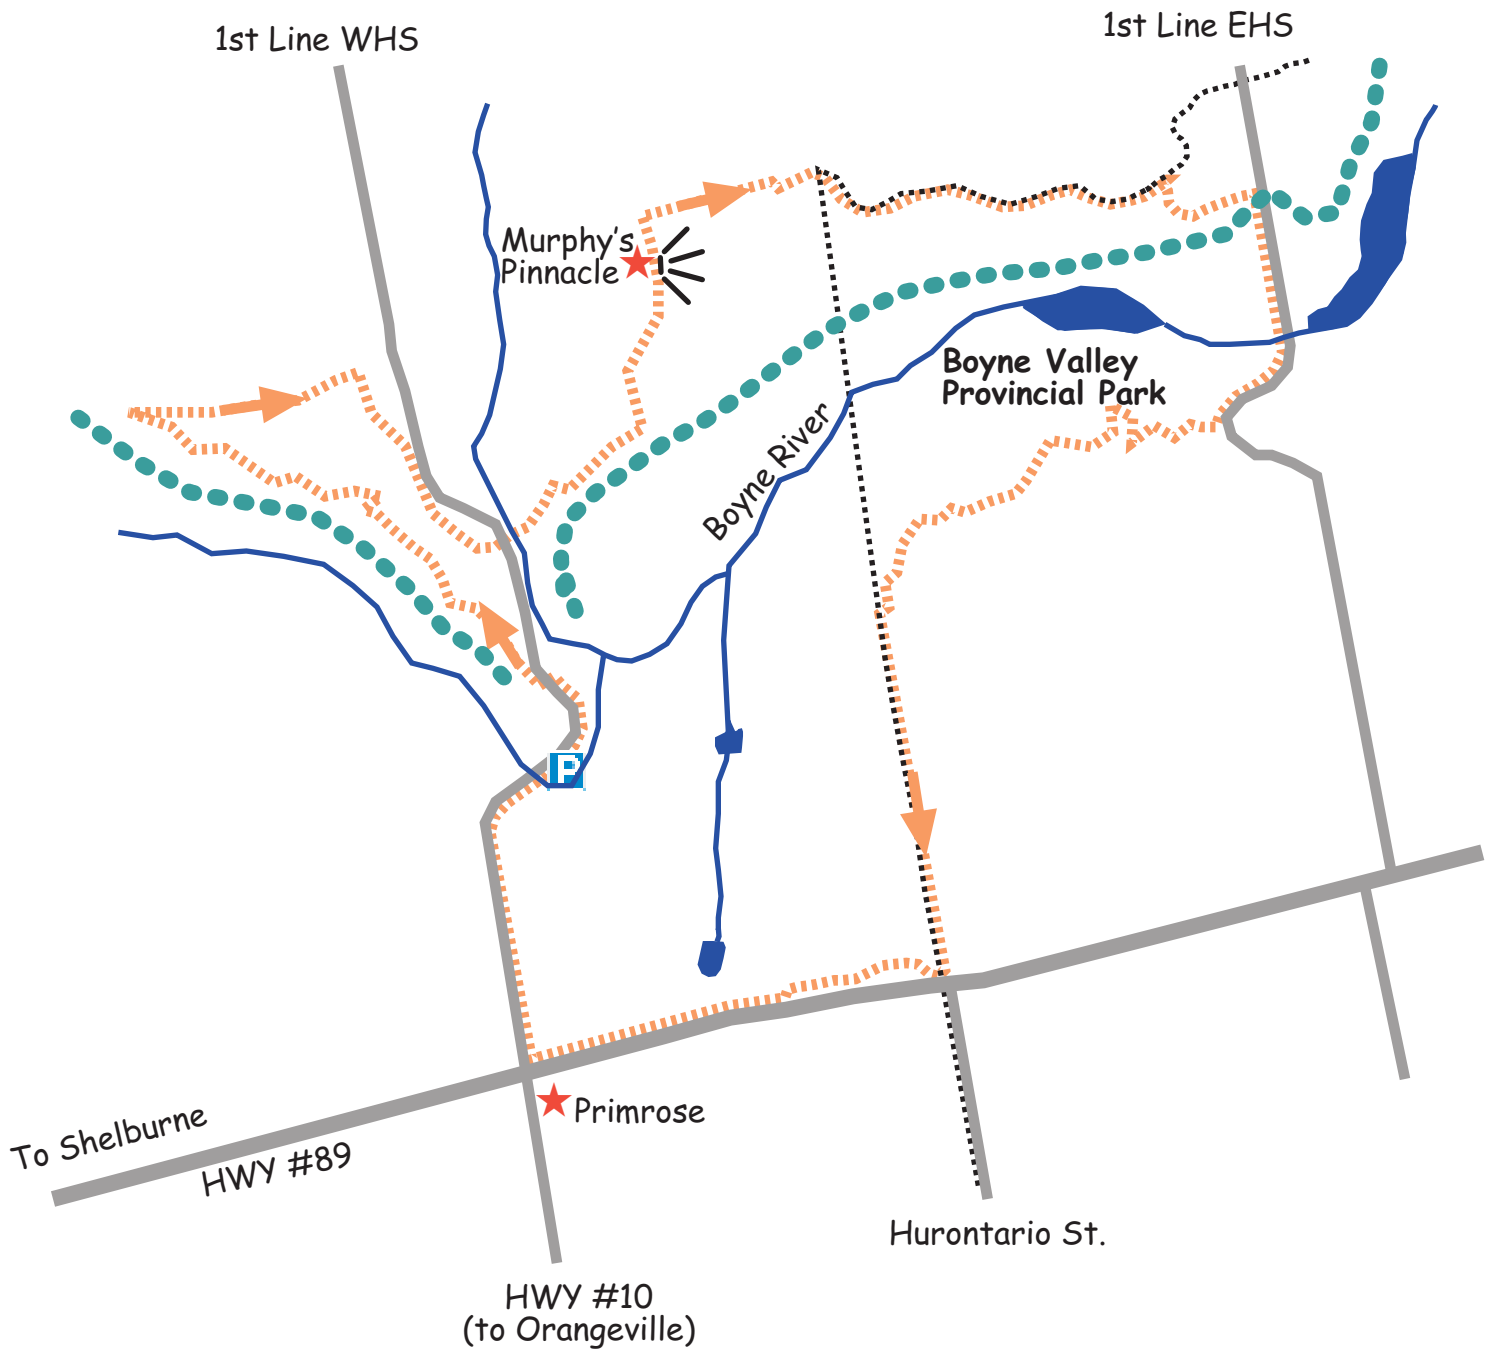 1st Line WHS
1st Line EHS
Murphy's
Pinnacle
Boyne Valley
Provincial Park
Boyne River
P
Primrose
To Shelburne
HWY #89
Hurontario St.
HWY #10
(to Orangeville)